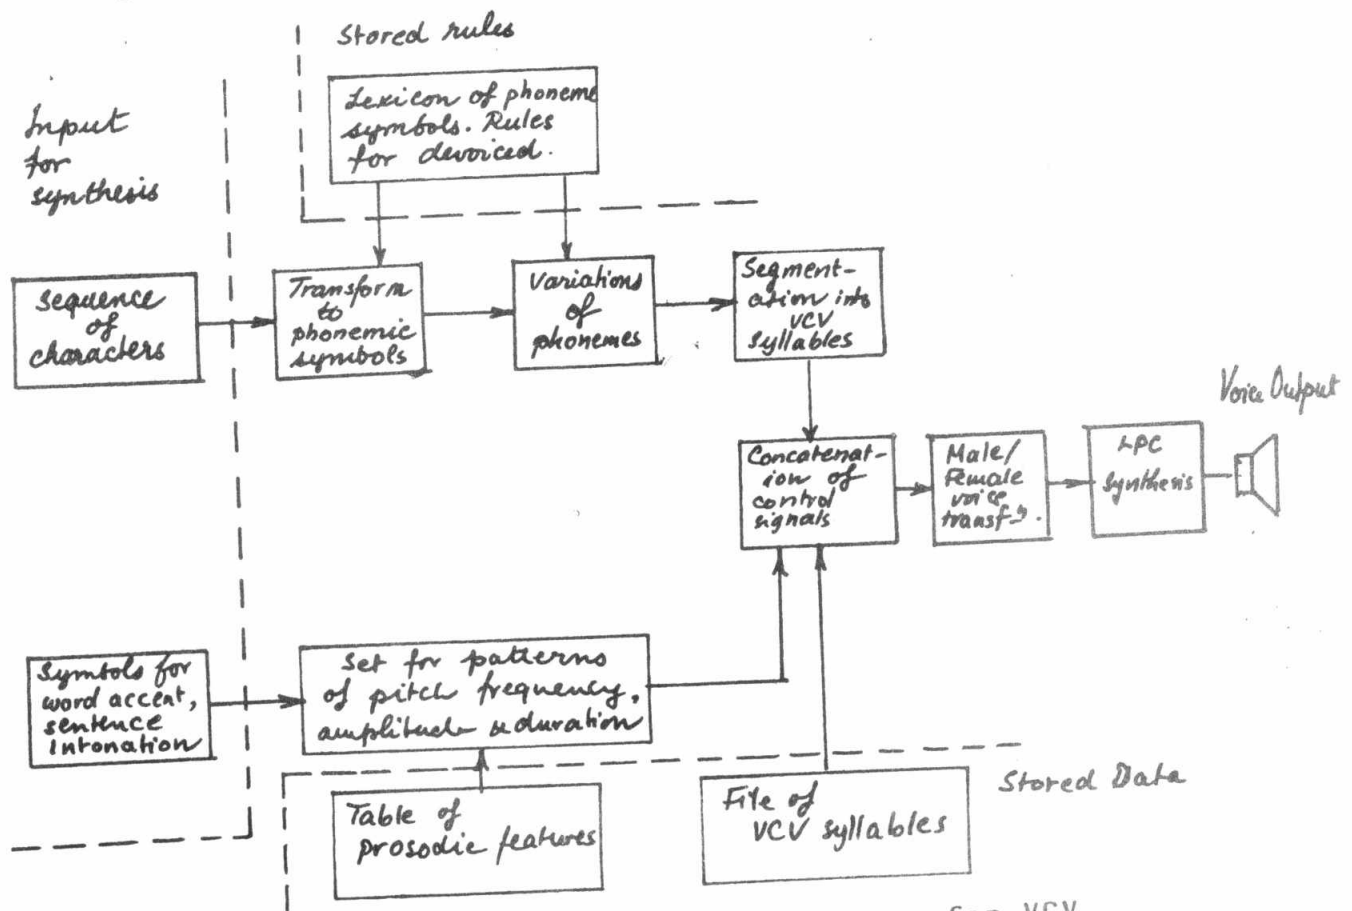 Stored rules
Lexicon of phoneme
symbols. Rules
for devoiced.
Input
for
synthesis
Sequence
of
characters
Transform
to
phonemic
symbols
Variations
of
phonemes
Segment-
ation into
VCV
syllables
Voice Output
Concatenat-
ion of
control
signals
Male/
Female
voice
LPC
synthesis
Symbols for
word accent,
sentence
Intonation
Set for patterns
of pitch frequency,
amplitude & duration
Stored Data
Table of
prosodic features
File of
VCV syllables
VCV